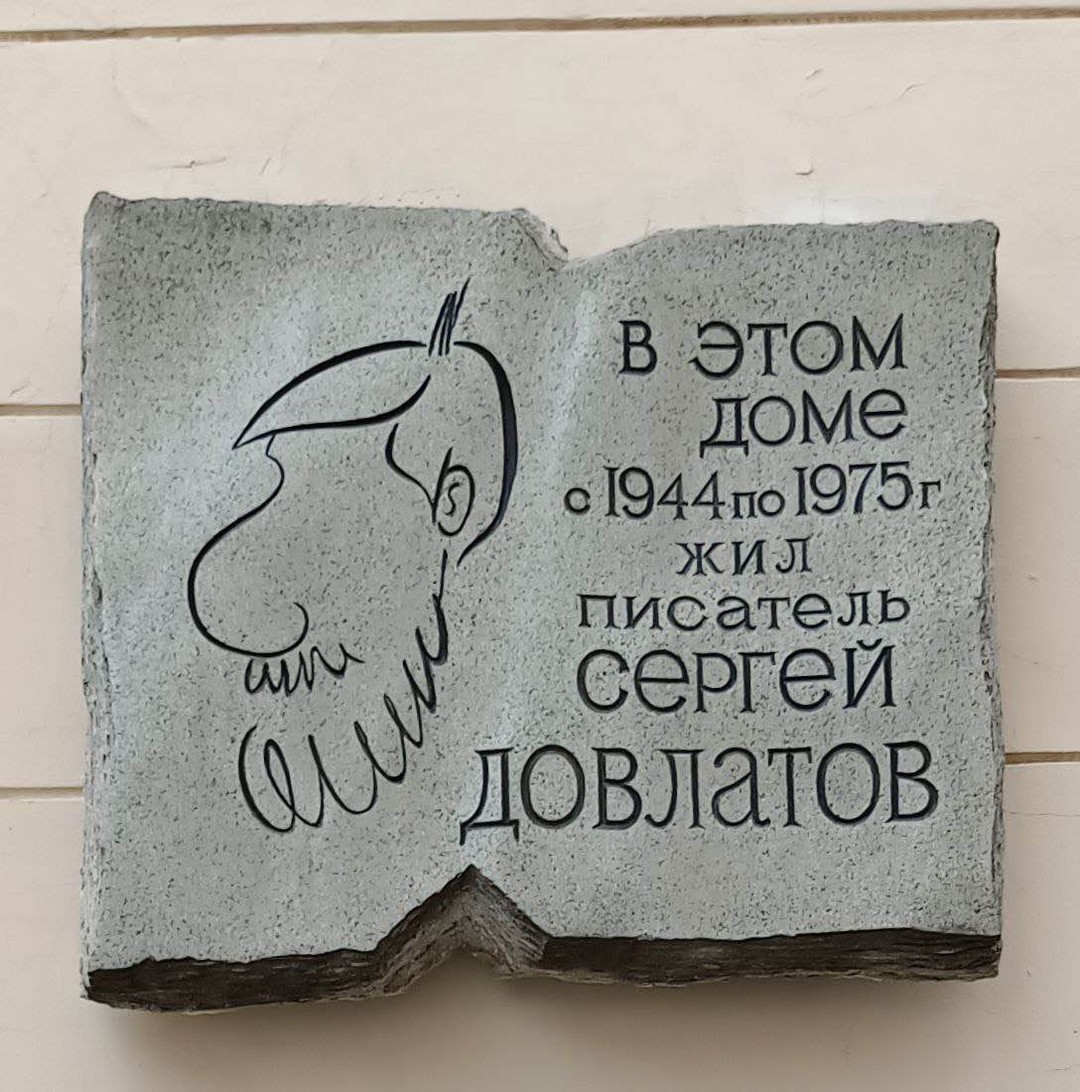 В ЭТОМ
ДОМЕ
с 1944 по 1975 г
жил
писатель
СЕРГЕЙ
ДОВЛАТОВ